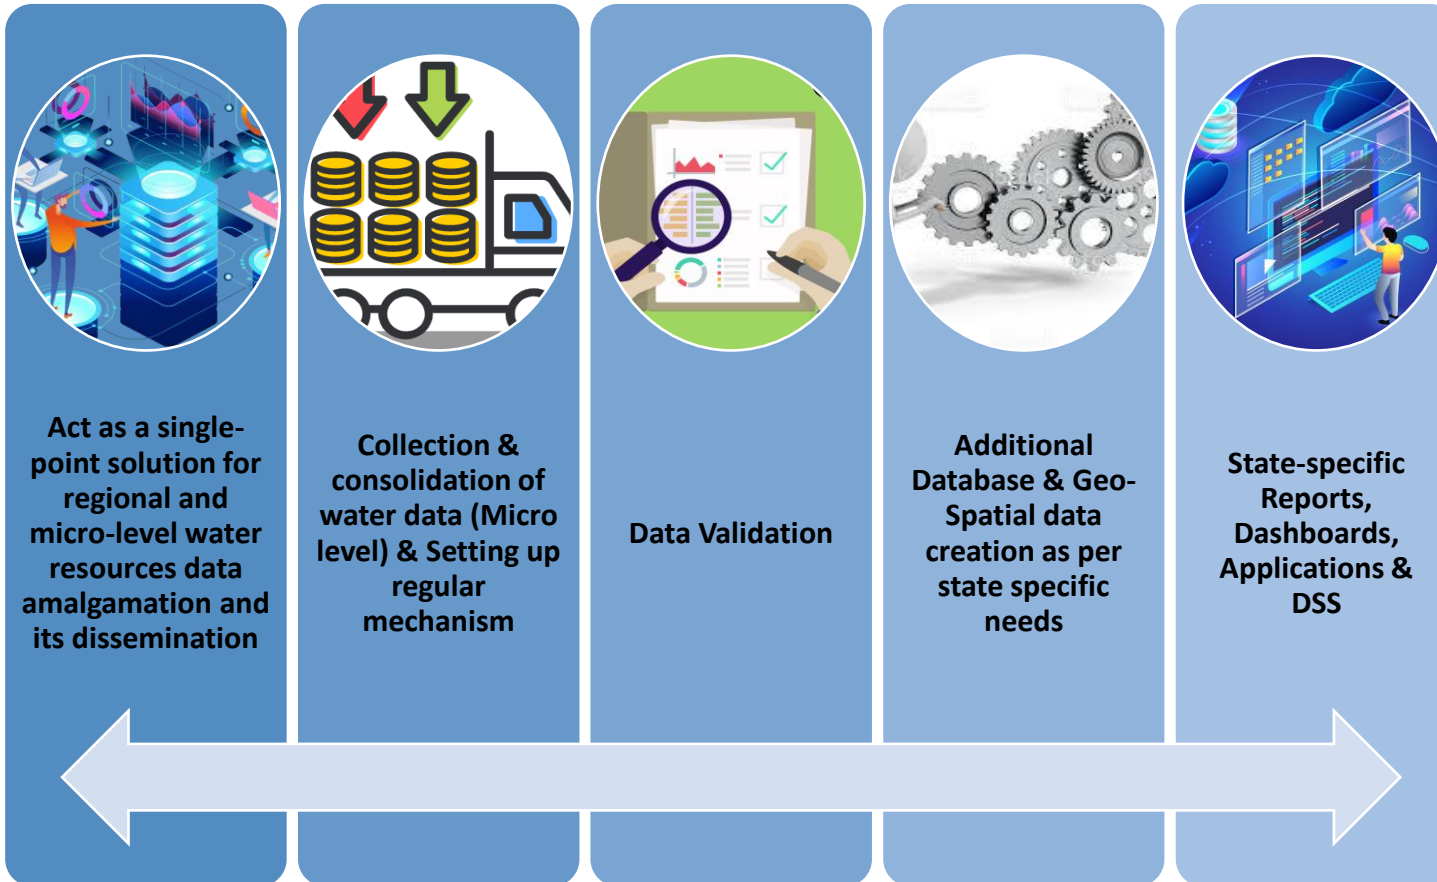 Act as a single-
point solution for
regional and
micro-level water
resources data
amalgamation and
its dissemination
Collection &
consolidation of
water data (Micro
level) & Setting up
regular
mechanism
Data Validation
Additional
Database & Geo-
Spatial data
creation as per
state specific
needs
State-specific
Reports,
Dashboards,
Applications &
DSS